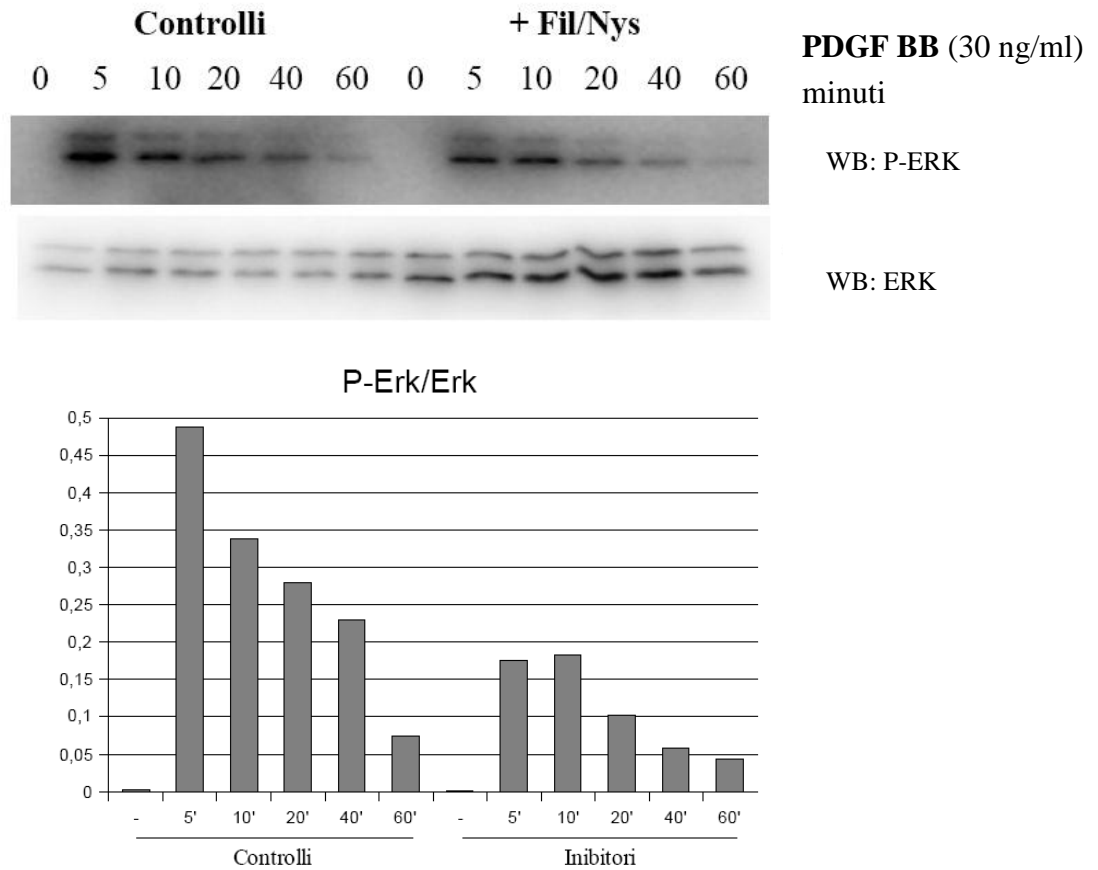 Controlli + Fil/Nys
PDGF BB (30 ng/ml)
0 5 10 20 40 60 0 5 10 20 40 60
minuti
WB: P-ERK
WB: ERK
P-Erk/Erk
0,5
0,45
0,4
0,35
0,3
0,25
0,2
0,15
0,1
0,05
0
- 5' 10' 20' 40' 60' - 5' 10' 20' 40' 60'
Controlli Inibitori